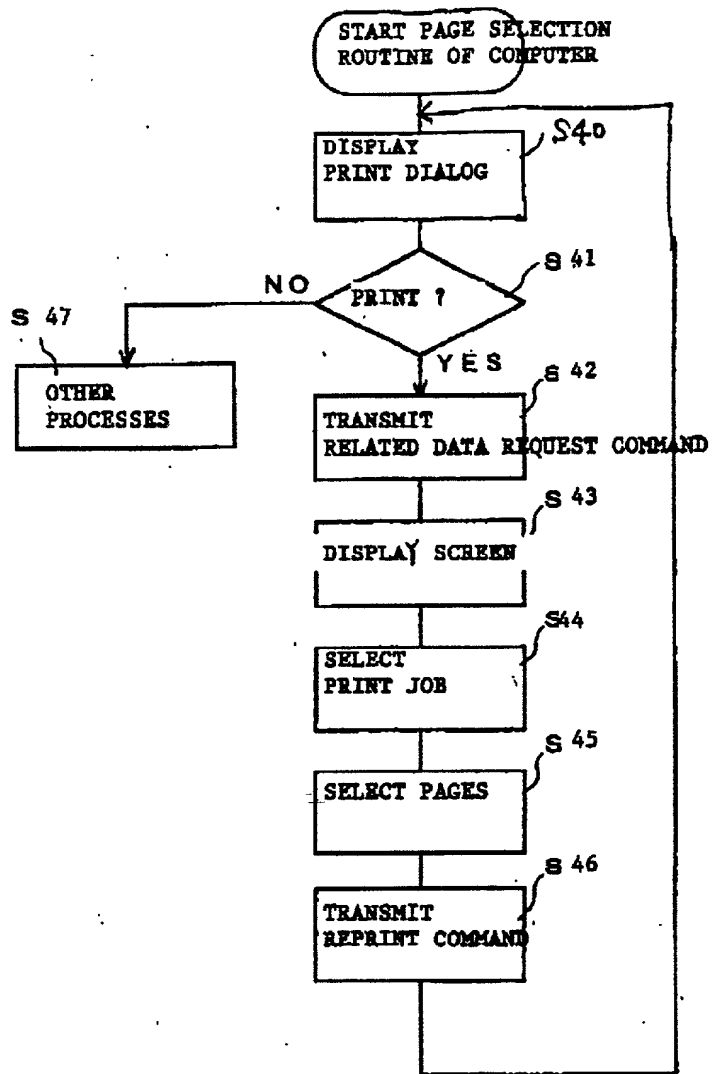 START PAGE SELECTION
ROUTINE OF COMPUTER
S40
DISPLAY
PRINT DIALOG
S 41
PRINT ?
NO
YES
S 47
OTHER
PROCESSES
S 42
TRANSMIT
RELATED DATA REQUEST COMMAND
S 43
DISPLAY SCREEN
S44
SELECT
PRINT JOB
S 45
SELECT PAGES
S 46
TRANSMIT
REPRINT COMMAND